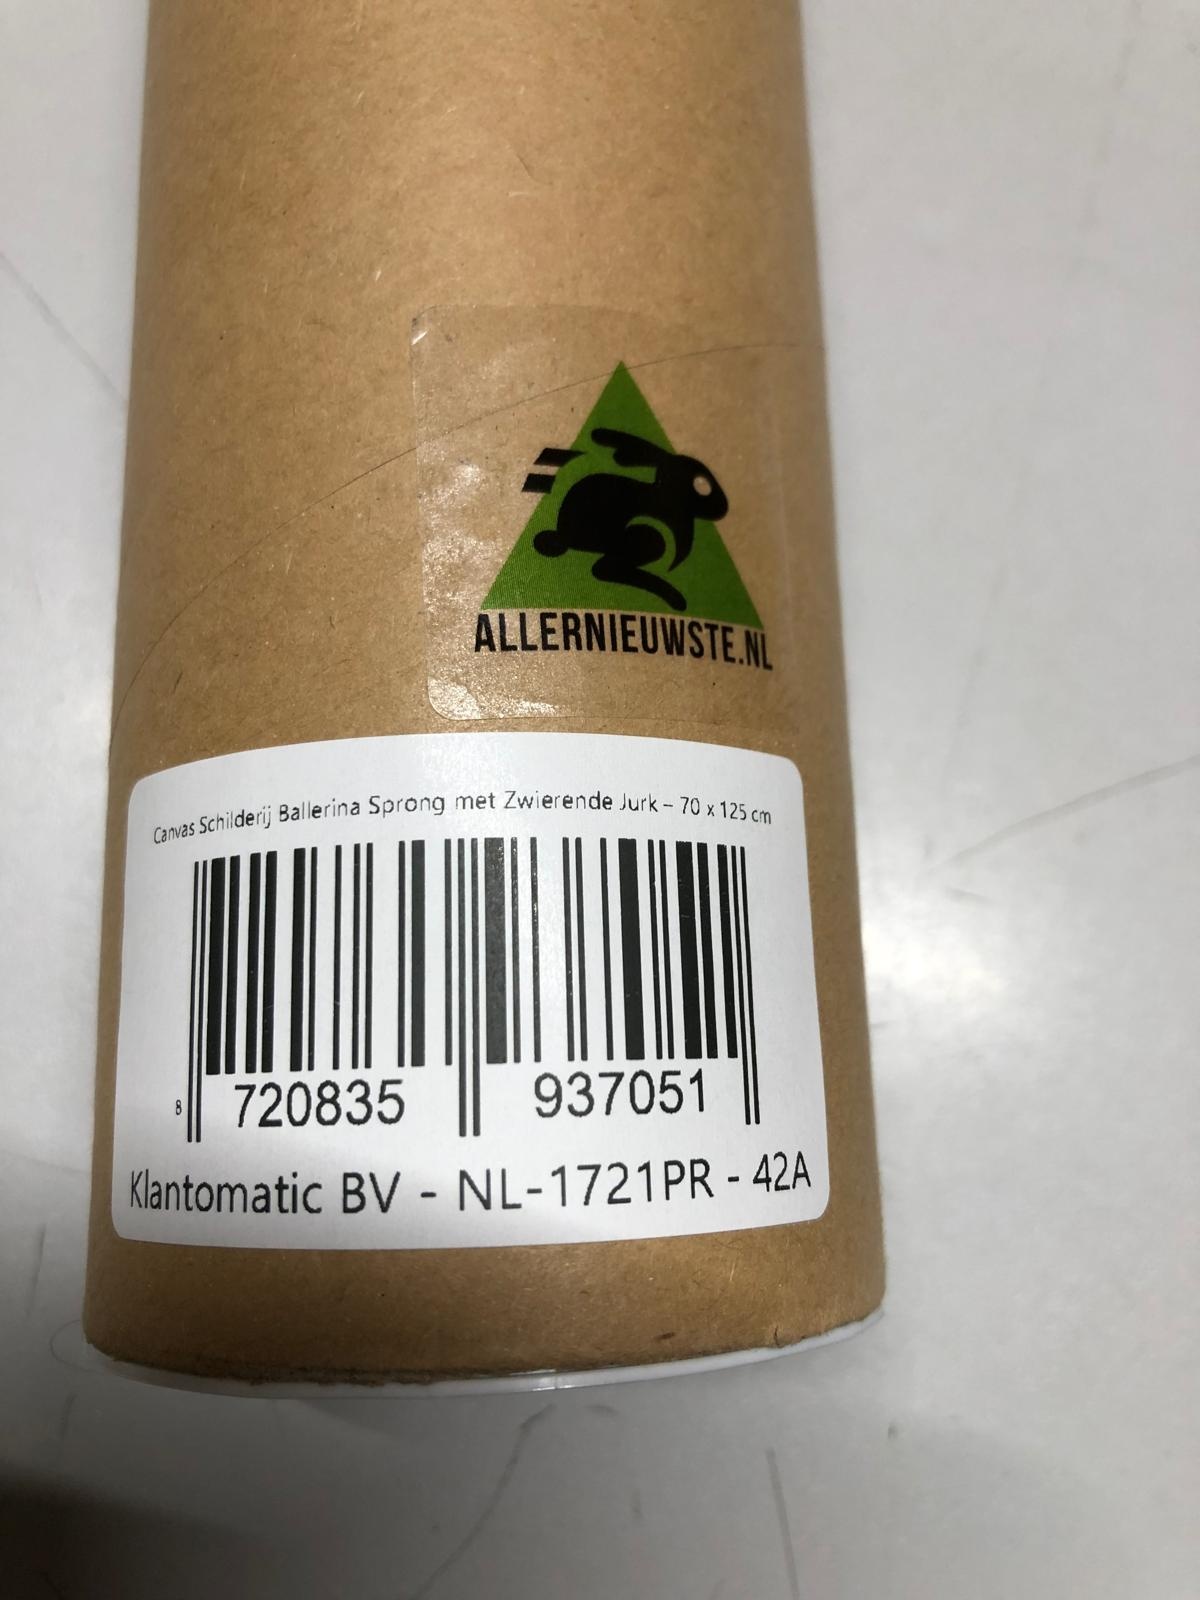 ALLERNIEUWSTE.NL
Canvas Schilderij Ballerina Sprong met Zwierende Jurk – 70 x 125 cm
8 720835 937051
Klantomatic BV - NL-1721PR - 42A